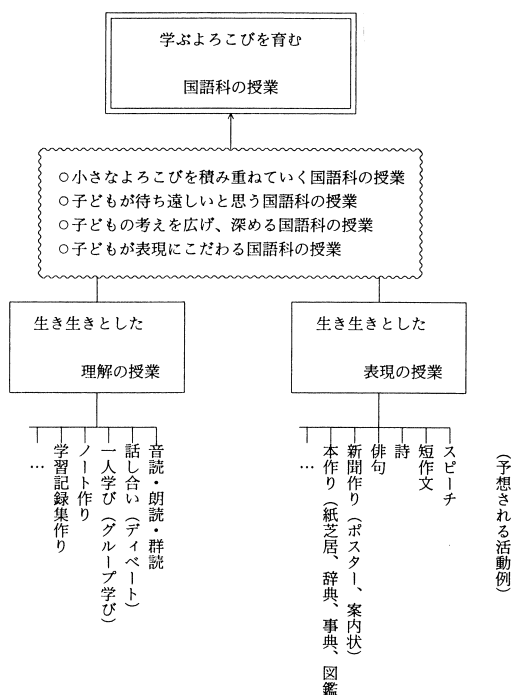 学ぶよろこびを育む
国語科の授業
○小さなよろこびを積み重ねていく国語科の授業
○子どもが待ち遠しいと思う国語科の授業
○子どもの考えを広げ、深める国語科の授業
○子どもが表現にこだわる国語科の授業
生き生きとした
理解の授業
生き生きとした
表現の授業
(予想される活動例)
スピーチ
短作文
詩
俳句
新聞作り(ポスター、案内状)
本作り(紙芝居、辞典、事典、図鑑
…
音読・朗読・群読
話し合い(ディベート)
一人学び(グループ学び)
ノート作り
学習記録集作り
…